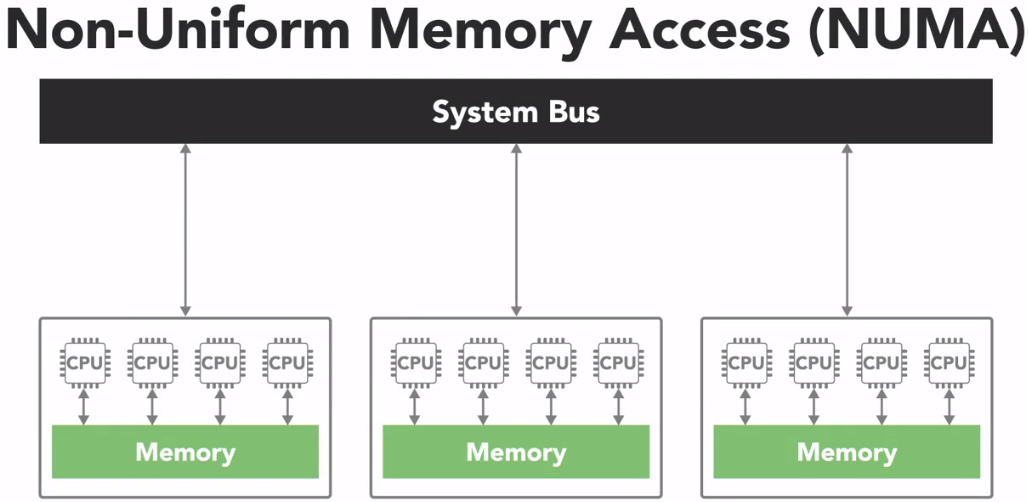 Non-Uniform Memory Access (NUMA)
System Bus
CPU CPU CPU CPU
Memory
CPU CPU CPU CPU
Memory
CPU CPU CPU CPU
Memory